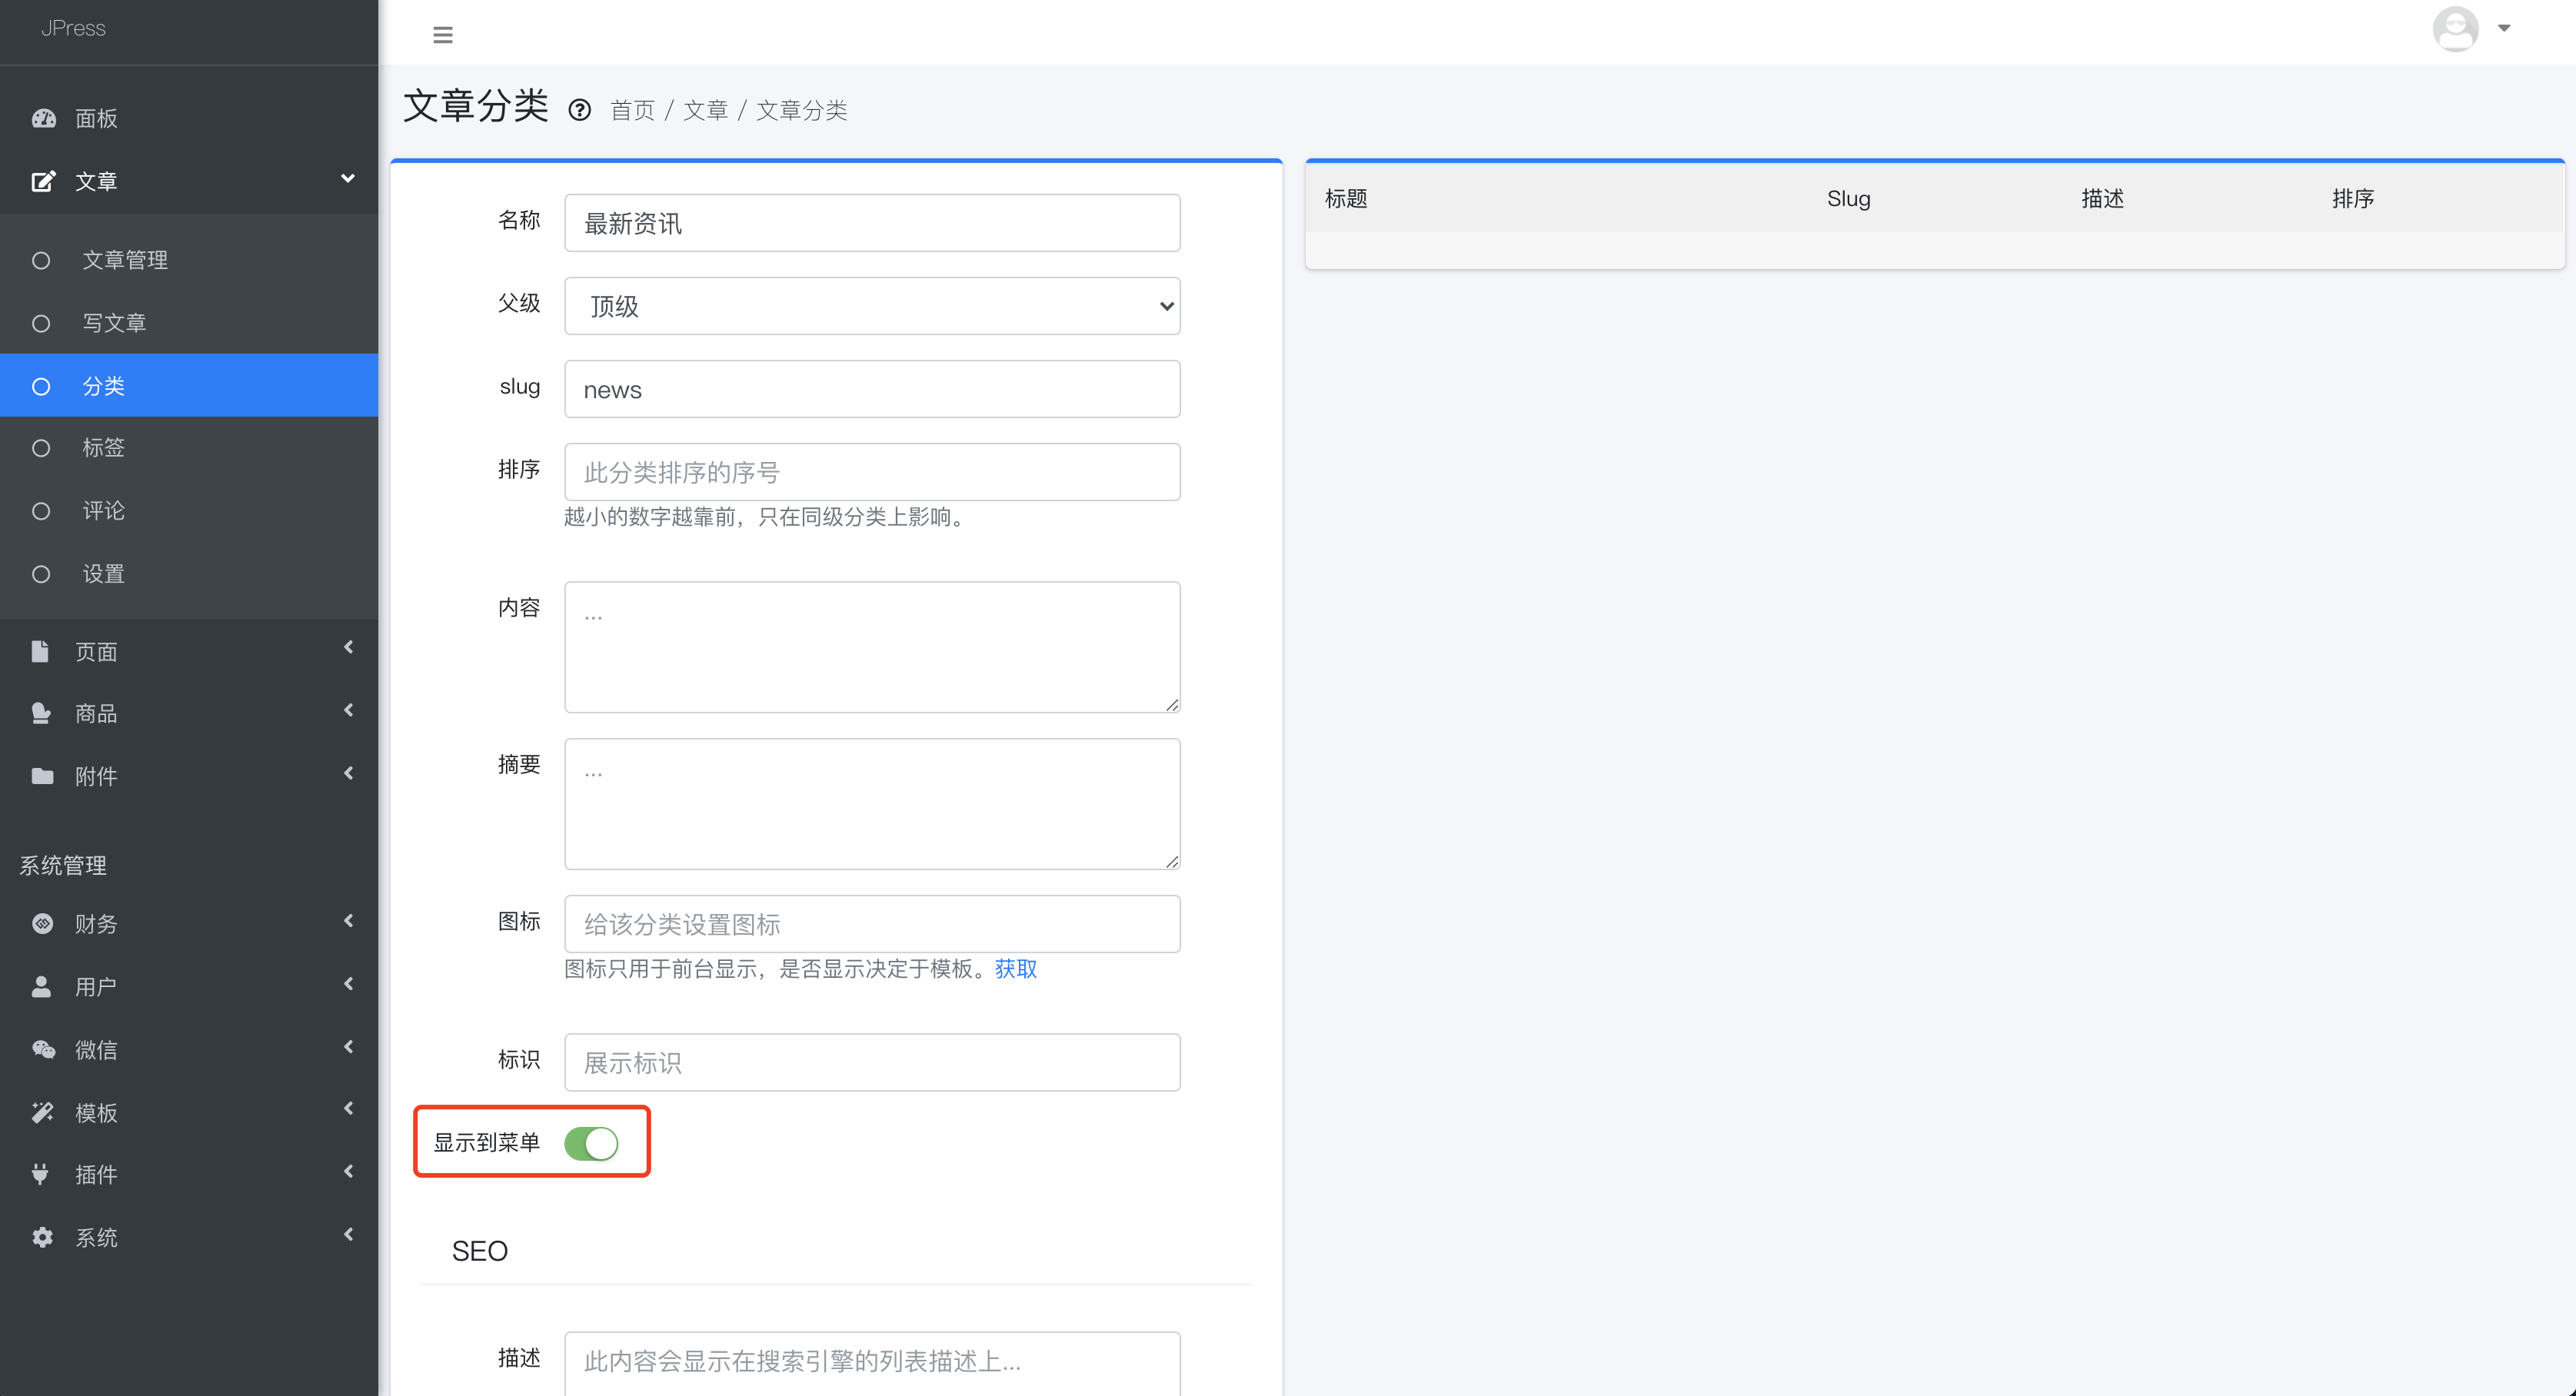 JPress
面板
文章
文章管理
写文章
分类
标签
评论
设置
页面
商品
附件
系统管理
财务
用户
微信
模板
插件
系统
文章分类 首页 / 文章 / 文章分类
名称 最新资讯
父级 顶级
slug news
排序 此分类排序的序号
越小的数字越靠前，只在同级分类上影响。
内容 ...
摘要 ...
图标 给该分类设置图标
图标只用于前台显示，是否显示决定于模板。获取
标识 展示标识
显示到菜单
SEO
描述 此内容会显示在搜索引擎的列表描述上...
标题 Slug 描述 排序